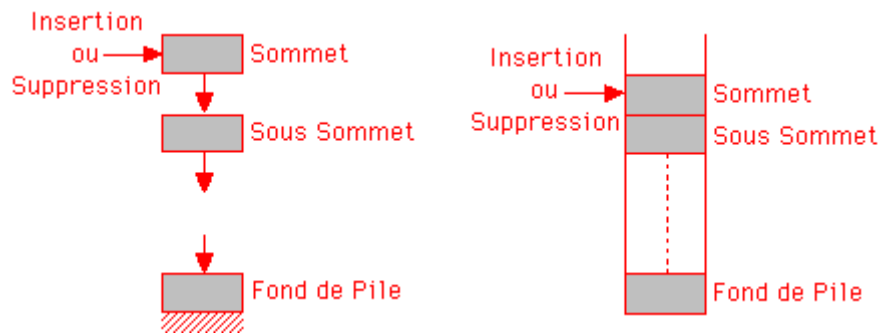 Insertion
ou
Suppression
Sommet
Sous Sommet
Fond de Pile
Insertion
ou
Suppression
Sommet
Sous Sommet
Fond de Pile